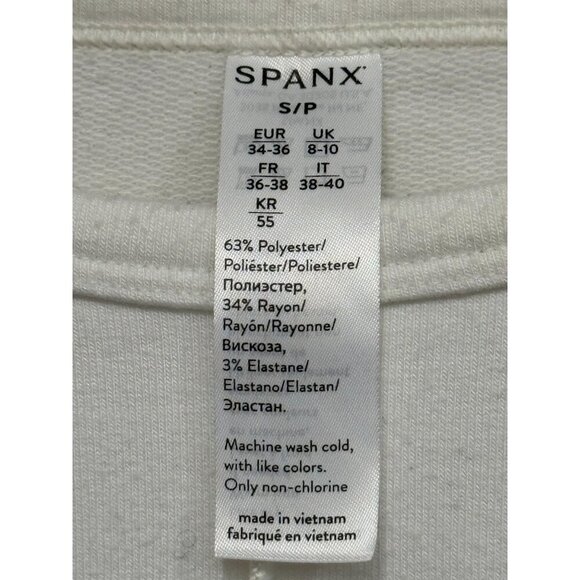 SPANX
S/P
EUR UK
34-36 8-10
FR IT
36-38 38-40
KR
55
63% Polyester/
Poliéster/Poliestere/
Полиэстер,
34% Rayon/
Rayón/Rayonne/
Вискоза,
3% Elastane/
Elastano/Elastan/
Эластан.
Machine wash cold,
with like colors.
Only non-chlorine
made in vietnam
fabriqué en vietnam